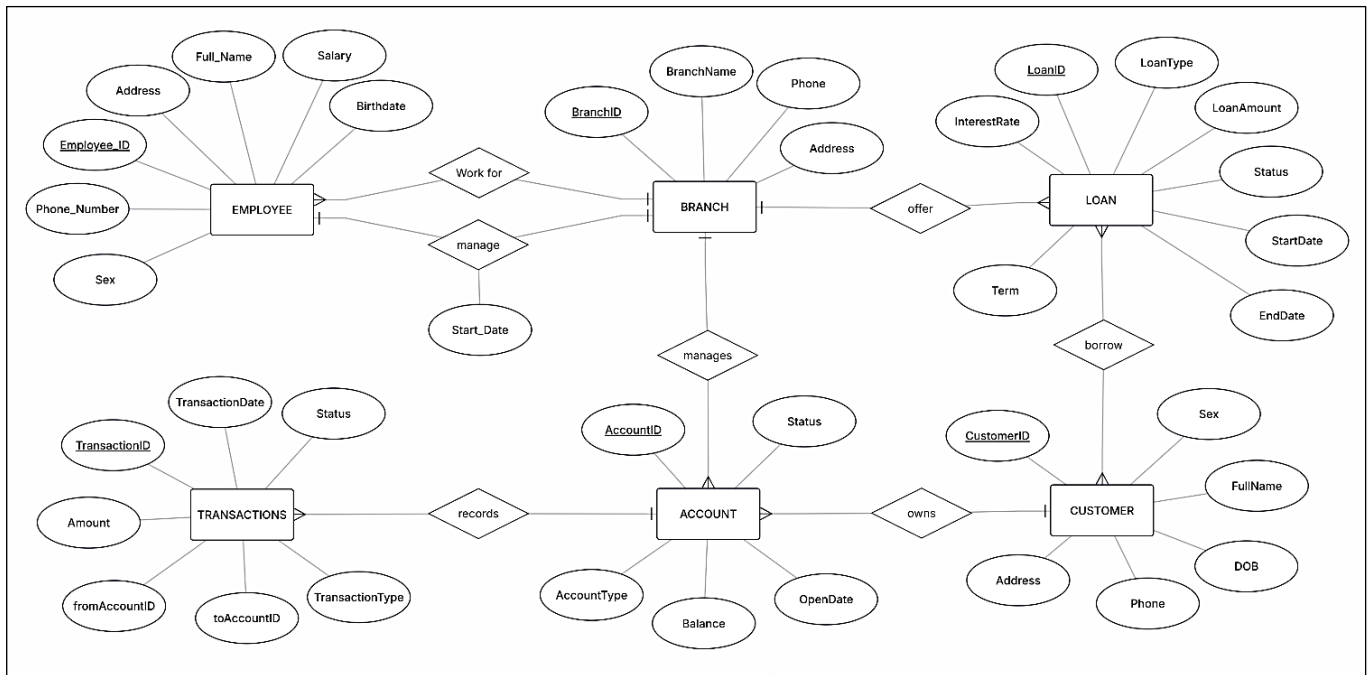 Full_Name
Salary
Address
Birthdate
Employee_ID
Phone_Number
EMPLOYEE
Sex
Work for
manage
Start_Date
BranchName
Phone
BranchID
Address
BRANCH
offer
LoanID
LoanType
InterestRate
LoanAmount
Status
LOAN
StartDate
Term
EndDate
manages
borrow
TransactionDate
Status
TransactionID
TRANSACTIONS
Amount
fromAccountID
toAccountID
TransactionType
records
AccountID
Status
ACCOUNT
AccountType
Balance
OpenDate
owns
CustomerID
Sex
FullName
CUSTOMER
DOB
Address
Phone